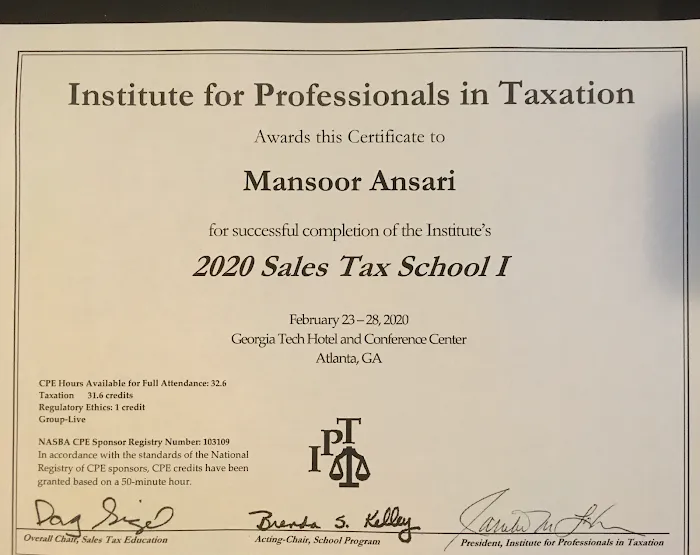 Institute for Professionals in Taxation
Awards this Certificate to
Mansoor Ansari
for successful completion of the Institute's
2020 Sales Tax School I
February 23 – 28, 2020
Georgia Tech Hotel and Conference Center
Atlanta, GA
CPE Hours Available for Full Attendance: 32.6
Taxation 31.6 credits
Regulatory Ethics: 1 credit
Group-Live
NASBA CPE Sponsor Registry Number: 103109
In accordance with the standards of the National
Registry of CPE sponsors, CPE credits have been
granted based on a 50-minute hour.
IPT
Brenda S. Kelley
Overall Chair, Sales Tax Education
Acting-Chair, School Program
President, Institute for Professionals in Taxation